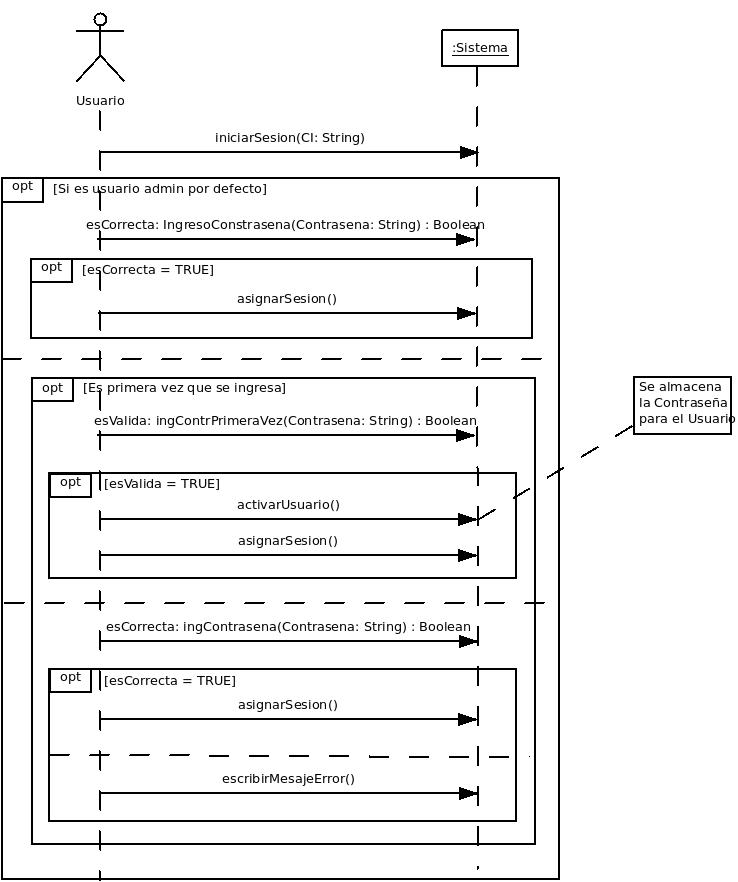 Usuario
:Sistema
iniciarSesion(CI: String)
opt
[Si es usuario admin por defecto]
esCorrecta: IngresoConstrasena(Contrasena: String) : Boolean
opt
[esCorrecta = TRUE]
asignarSesion()
opt
[Es primera vez que se ingresa]
Se almacena
la Contraseña
para el Usuario
esValida: ingContrPrimeraVez(Contrasena: String) : Boolean
opt
[esValida = TRUE]
activarUsuario()
asignarSesion()
esCorrecta: ingContrasena(Contrasena: String) : Boolean
opt
[esCorrecta = TRUE]
asignarSesion()
escribirMesajeError()